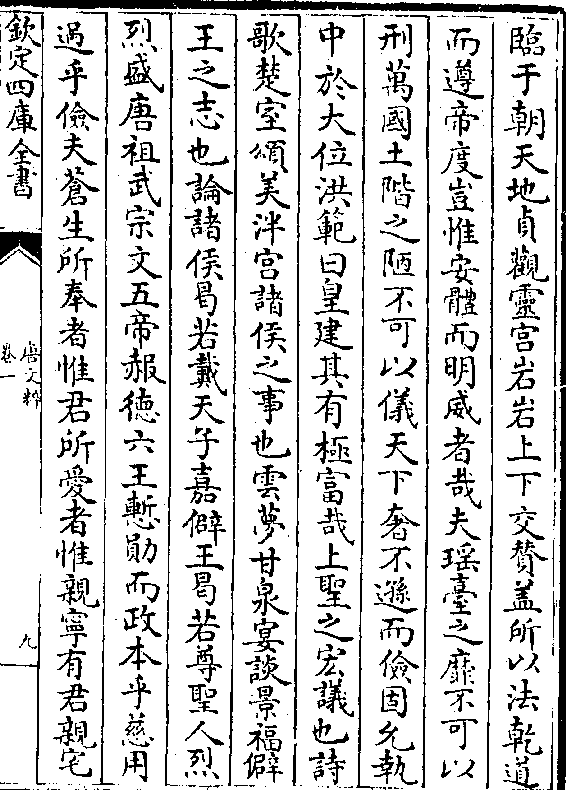 臨于朝天地貞觀靈宫岩岩上下交賛蓋所以法乾道
而遵帝度豈惟安體而明威者哉夫瑶臺之靡不可以
刑萬國土階之陋不可以儀天下奢不遜而儉固允執
中於大位洪範曰皇建其有極富哉上聖之宏議也詩
歌楚室頌美泮宫諸侯之事也雲夢甘泉宴談景福僻
王之志也論諸侯曷若戴天子嘉僻王曷若尊聖人烈
烈盛唐祖武宗文五帝赧德六王慙勛而政本乎慈用
過乎儉夫蒼生所奉者惟君所愛者惟親寧有君親宅
欽定四庫全書
唐文粹
卷一
九